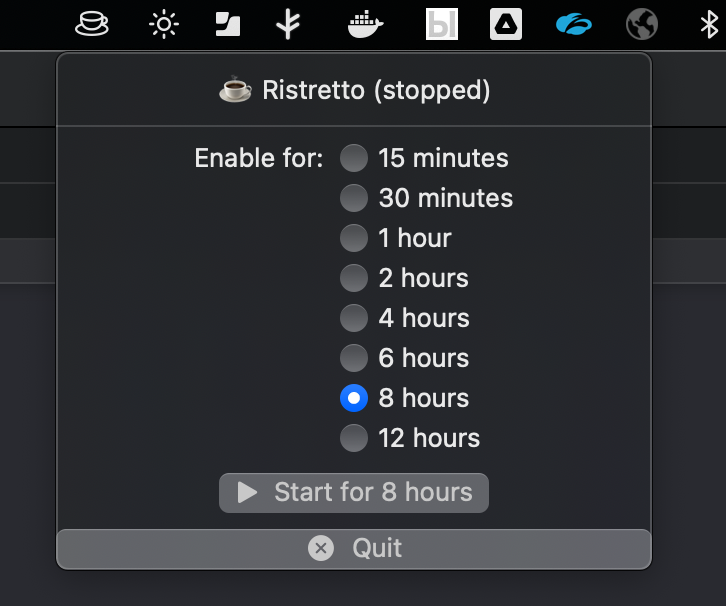 ЫI
Ristretto (stopped)
Enable for:
15 minutes
30 minutes
1 hour
2 hours
4 hours
6 hours
8 hours
12 hours
Start for 8 hours
Quit